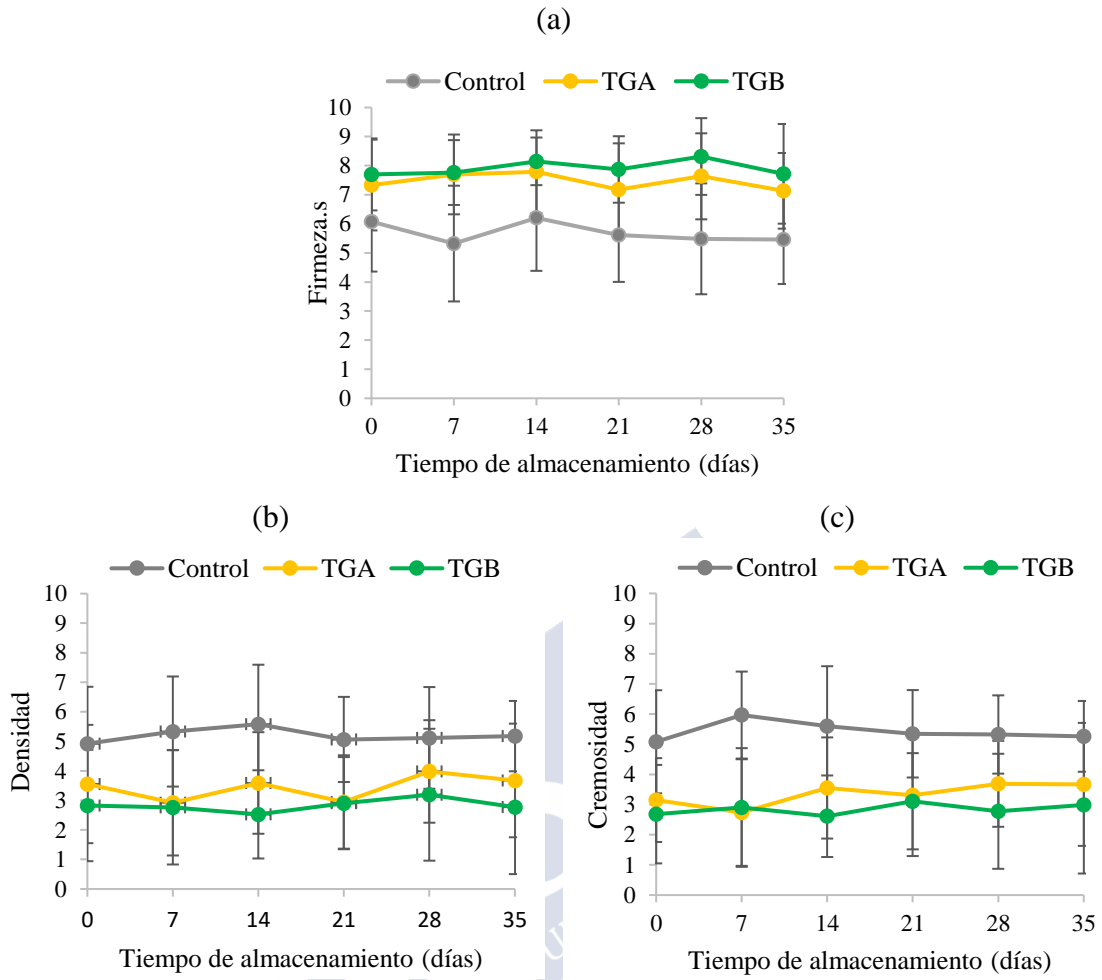 (a)
Control TGA TGB
10
9
8
7
6
5
4
3
2
1
0
Firmeza.s
0 7 14 21 28 35
Tiempo de almacenamiento (días)
(b)
Control TGA TGB
10
9
8
7
6
5
4
3
2
1
0
Densidad
0 7 14 21 28 35
Tiempo de almacenamiento (días)
(c)
Control TGA TGB
10
9
8
7
6
5
4
3
2
1
0
Cremosidad
0 7 14 21 28 35
Tiempo de almacenamiento (días)